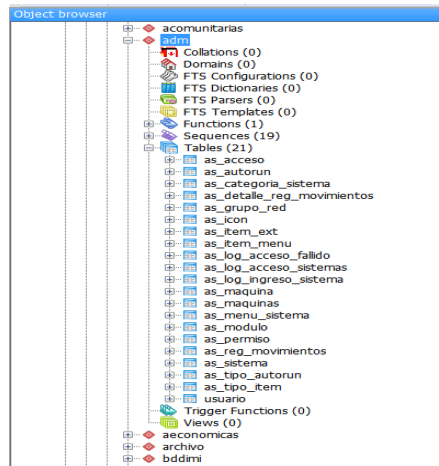 Object browser
acomunitarias
adm
Collations (0)
Domains (0)
FTS Configurations (0)
FTS Dictionaries (0)
FTS Parsers (0)
FTS Templates (0)
Functions (1)
Sequences (19)
Tables (21)
as_acceso
as_autorun
as_categoria_sistema
as_detalle_reg_movimientos
as_grupo_red
as_icon
as_item_ext
as_item_menu
as_log_acceso_fallido
as_log_acceso_sistemas
as_log_ingreso_sistema
as_maquina
as_maquinas
as_menu_sistema
as_modulo
as_permiso
as_reg_movimientos
as_sistema
as_tipo_autorun
as_tipo_item
usuario
Trigger Functions (0)
Views (0)
aeconomicas
archivo
bddimi